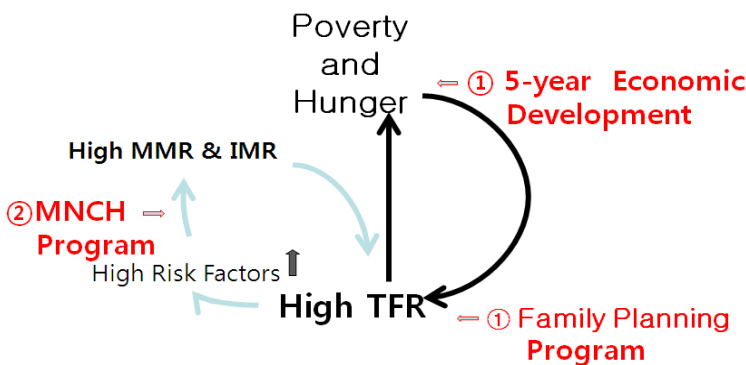 Poverty
and
Hunger
① 5-year Economic
Development
High MMR & IMR
②MNCH
Program
High Risk Factors
High TFR
① Family Planning
Program